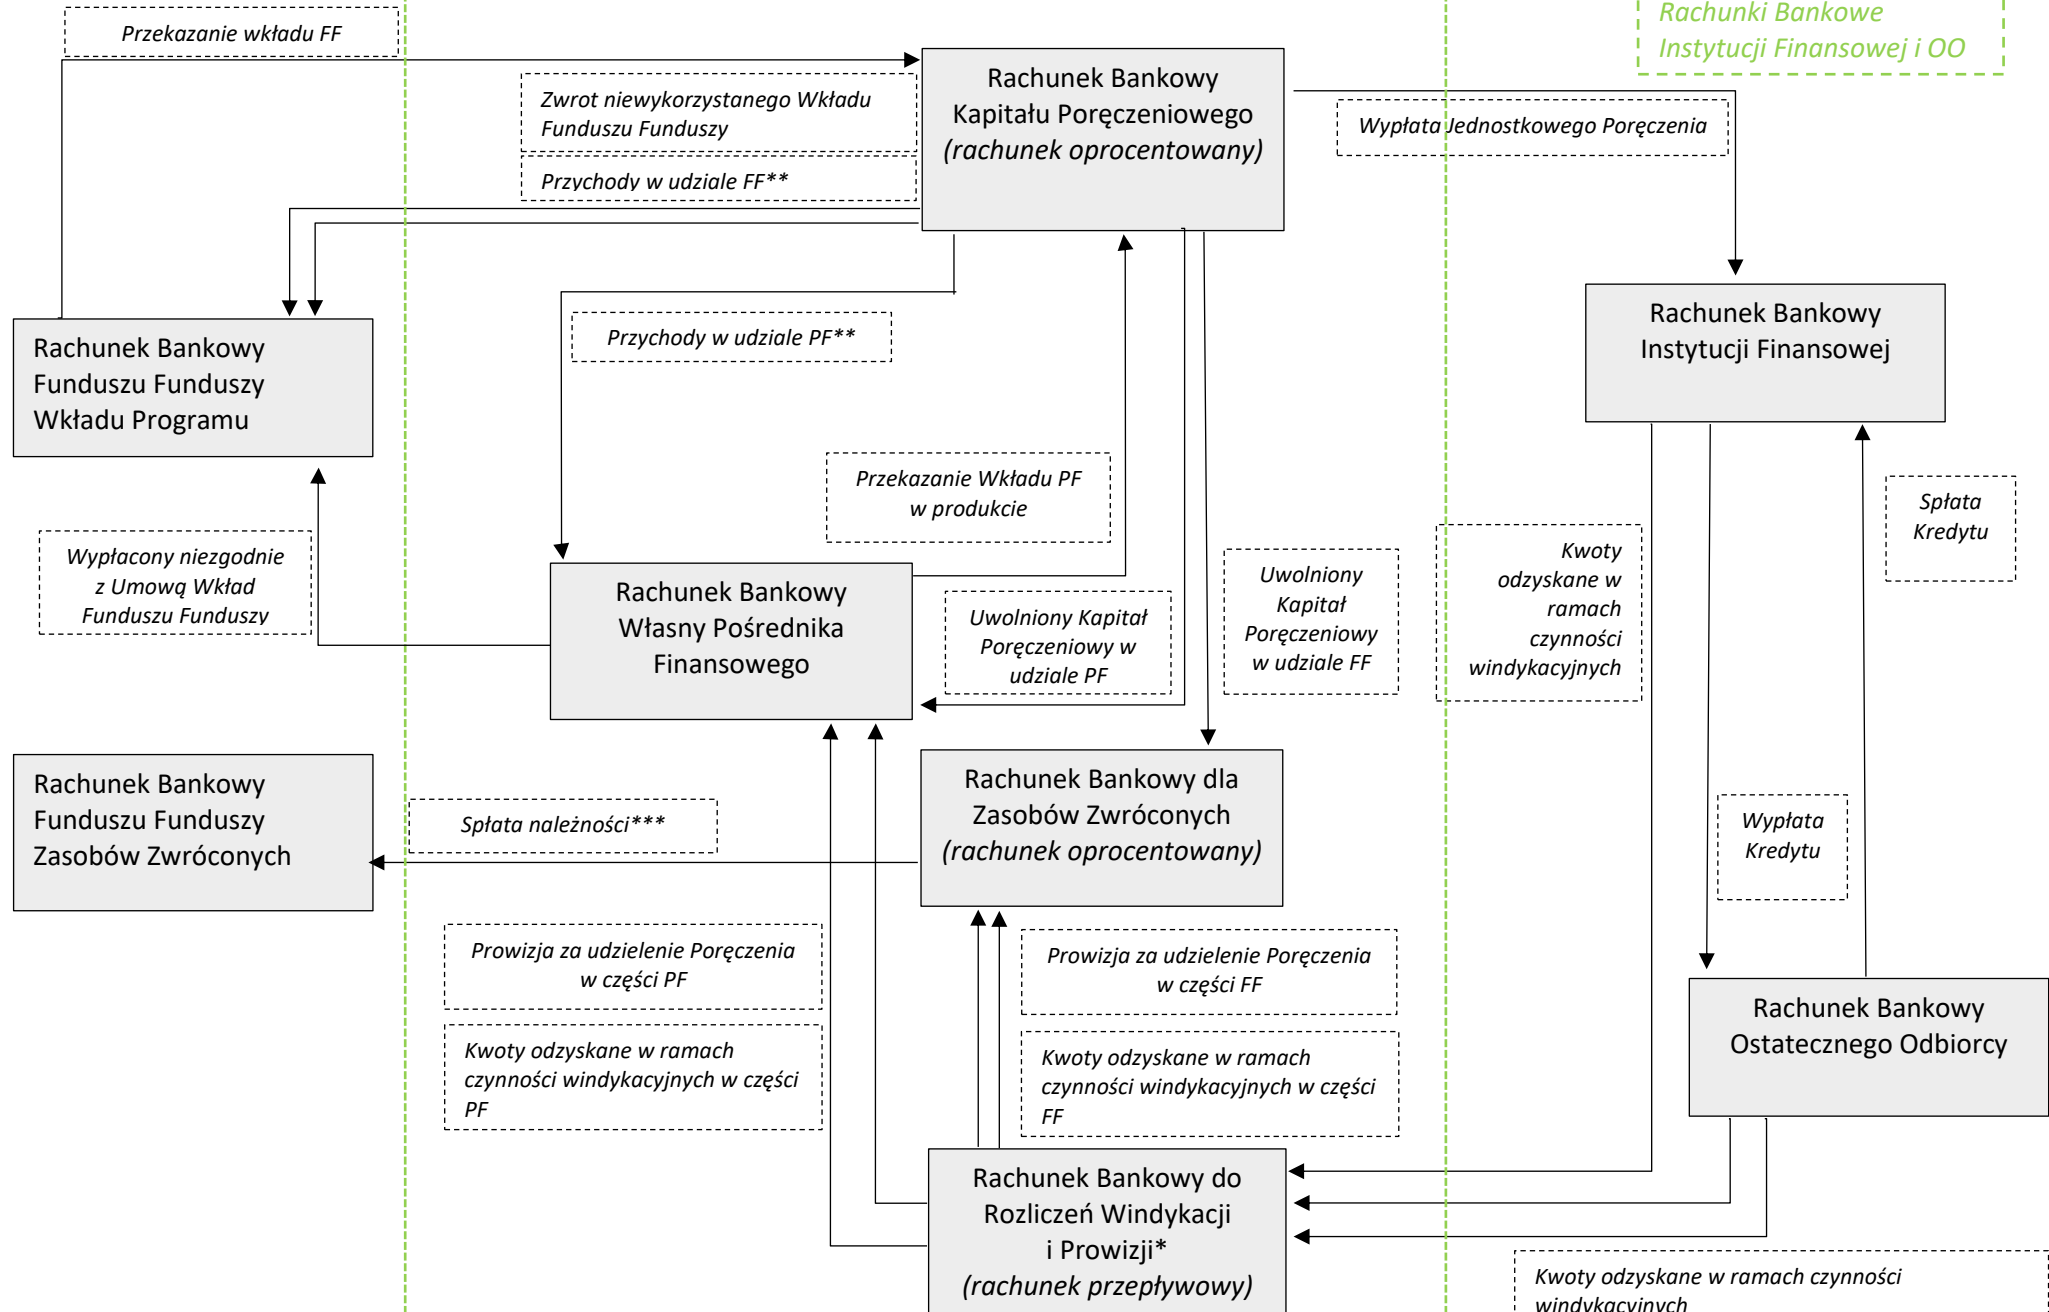 Przekazanie wkładu FF
Rachunki Bankowe
Instytucji Finansowej i OO
Zwrot niewykorzystanego Wkładu
Funduszu Funduszy
Przychody w udziale FF**
Rachunek Bankowy
Kapitału Poręczeniowego
(rachunek oprocentowany)
Wypłata Jednostkowego Poręczenia
Rachunek Bankowy
Funduszu Funduszy
Wkładu Programu
Przychody w udziale PF**
Rachunek Bankowy
Instytucji Finansowej
Przekazanie Wkładu PF
w produkcie
Spłata
Kredytu
Wypłacony niezgodnie
z Umową Wkład
Funduszu Funduszy
Rachunek Bankowy
Własny Pośrednika
Finansowego
Uwolniony Kapitał
Poręczeniowy w
udziale PF
Uwolniony
Kapitał
Poręczeniowy
w udziale FF
Kwoty
odzyskane w
ramach
czynności
windykacyjnych
Rachunek Bankowy
Funduszu Funduszy
Zasobów Zwróconych
Spłata należności***
Rachunek Bankowy dla
Zasobów Zwróconych
(rachunek oprocentowany)
Wypłata
Kredytu
Prowizja za udzielenie Poręczenia
w części PF
Prowizja za udzielenie Poręczenia
w części FF
Kwoty odzyskane w ramach
czynności windykacyjnych w części
PF
Kwoty odzyskane w ramach
czynności windykacyjnych w części
FF
Rachunek Bankowy
Ostatecznego Odbiorcy
Rachunek Bankowy do
Rozliczeń Windykacji
i Prowizji*
(rachunek przepływowy)
Kwoty odzyskane w ramach czynności
windykacyjnych